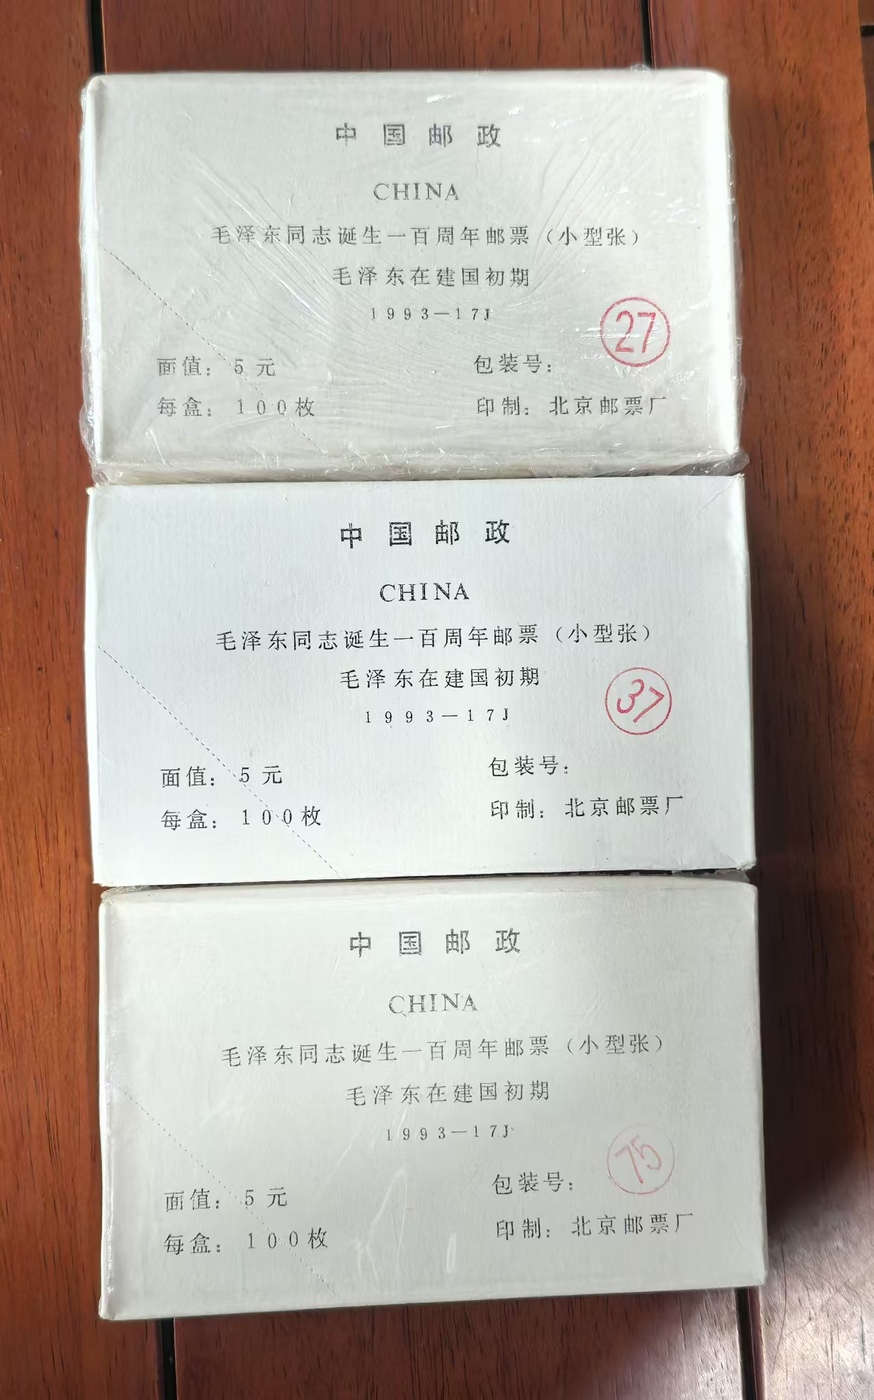 中国邮政
CHINA
毛泽东同志诞生一百周年邮票（小型张）
毛泽东在建国初期
1993—17J
27
面值：5元 包装号：
每盒：100枚 印制：北京邮票厂
中国邮政
CHINA
毛泽东同志诞生一百周年邮票（小型张）
毛泽东在建国初期
37
1993—17J
面值：5元 包装号：
每盒：100枚 印制：北京邮票厂
中国邮政
CHINA
毛泽东同志诞生一百周年邮票（小型张）
毛泽东在建国初期
1993—17J
75
面值：5元 包装号：
每盒：100枚 印制：北京邮票厂